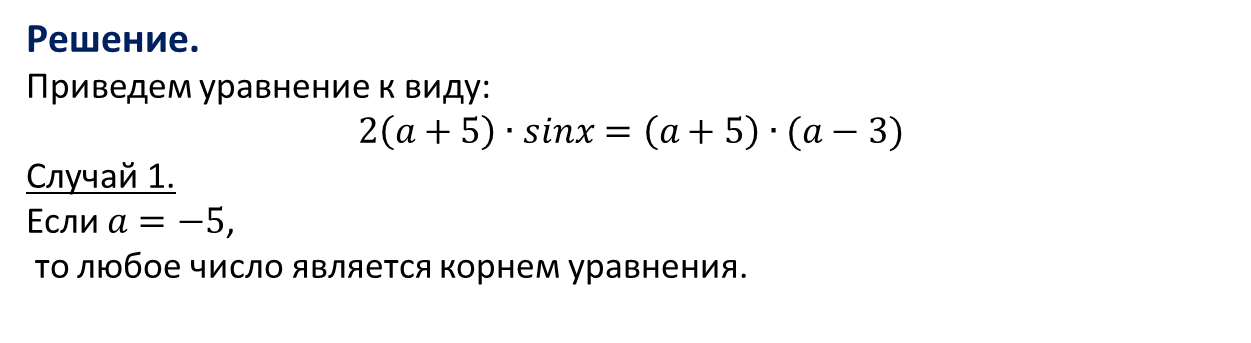 Решение.
Приведем уравнение к виду:
2(a + 5) · sinx = (a + 5) · (a − 3)
Случай 1.
Если a = −5,
то любое число является корнем уравнения.